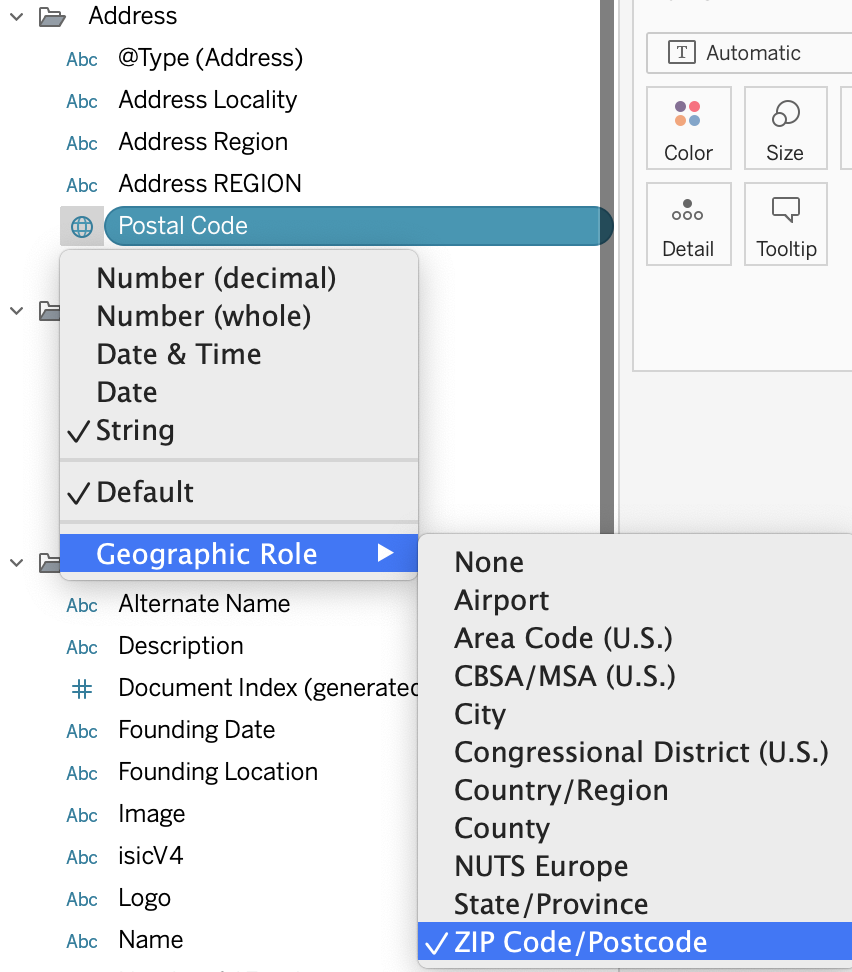 Address
Abc @Type (Address)
Abc Address Locality
Abc Address Region
Abc Address REGION
Postal Code
Number (decimal)
Number (whole)
Date & Time
Date
✓ String
✓ Default
Geographic Role ▶
None
Airport
Area Code (U.S.)
CBSA/MSA (U.S.)
City
Congressional District (U.S.)
Country/Region
County
NUTS Europe
State/Province
✓ ZIP Code/Postcode
Abc Alternate Name
Abc Description
# Document Index (generated
Abc Founding Date
Abc Founding Location
Abc Image
Abc isicV4
Abc Logo
Abc Name
T Automatic
Color Size
Detail Tooltip